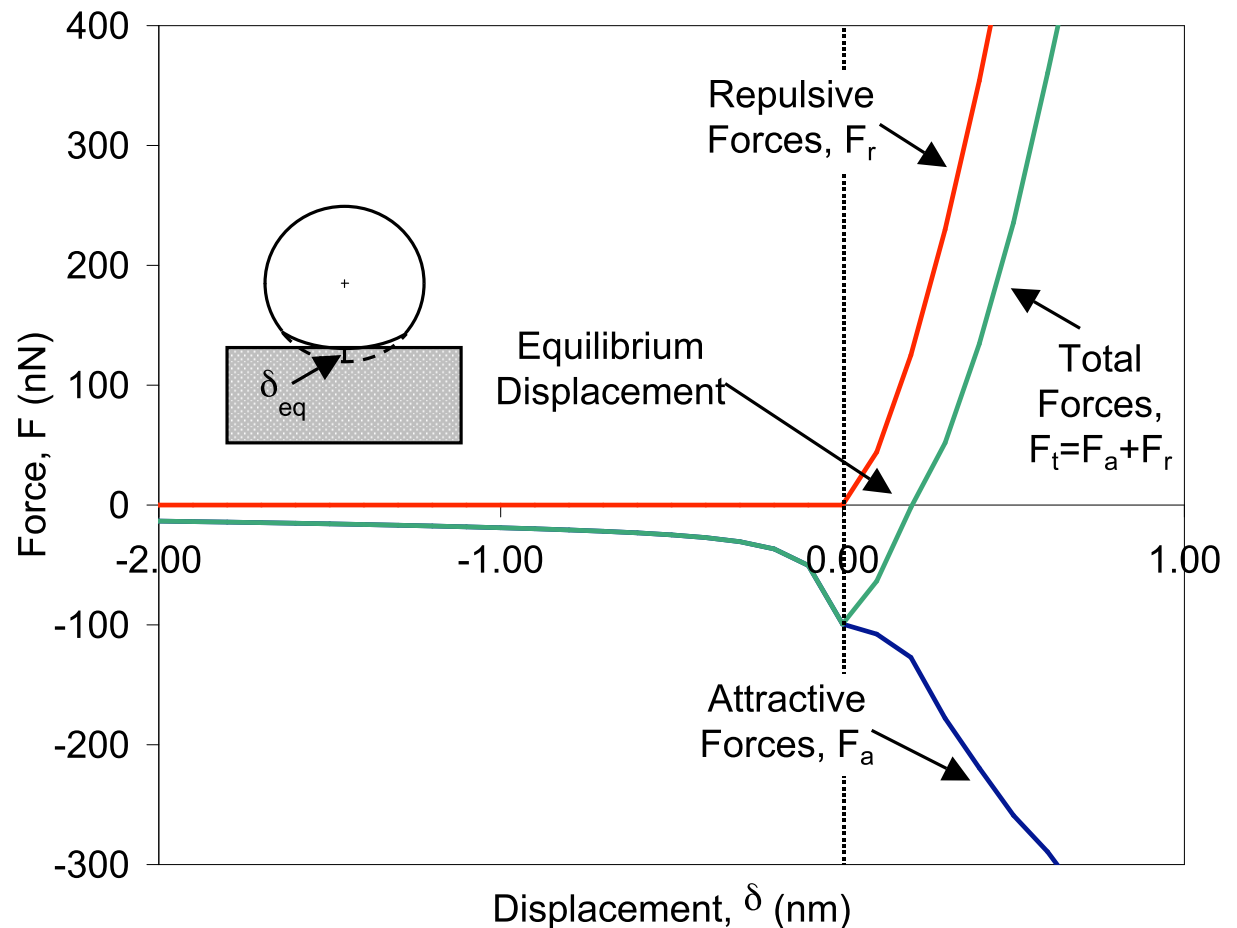 400
300
200
100
0
-100
-200
-300
-2.00
-1.00
0.00
1.00
Force, F (nN)
Displacement, δ (nm)
Repulsive
Forces, Fr
Equilibrium
Displacement
Total
Forces,
Ft=Fa+Fr
Attractive
Forces, Fa
δeq